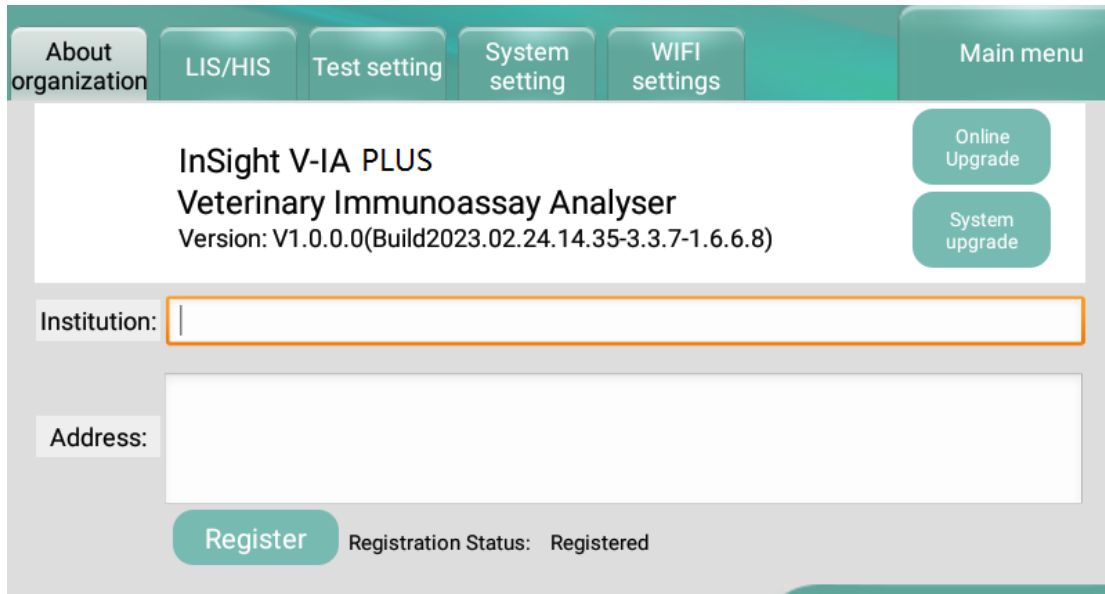 About
organization
LIS/HIS
Test setting
System
setting
WIFI
settings
Main menu
InSight V-IA PLUS
Veterinary Immunoassay Analyser
Version: V1.0.0.0(Build2023.02.24.14.35-3.3.7-1.6.6.8)
Online
Upgrade
System
upgrade
Institution:
Address:
Register
Registration Status: Registered